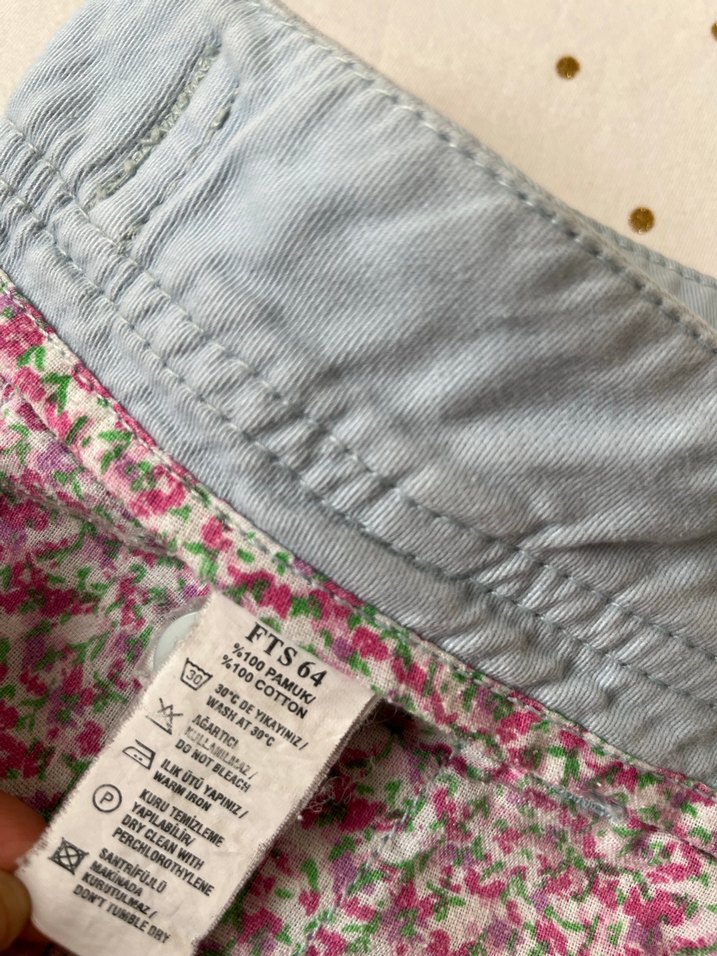 FTS 64
%100 PAMUK/
%100 COTTON
30
30°C DE YIKAYINIZ/
WASH AT 30°C
AĞARTICI
KULLANILMAZ/
DO NOT BLEACH
ILIK ÜTÜ YAPINIZ/
WARM IRON
P
KURU TEMİZLEME
YAPILABİLİR/
DRY CLEAN WITH
PERCHLOROTHYLENE
SANTRİFÜJLÜ
MAKİNADA
KURUTULMAZ/
DON'T TUMBLE DRY